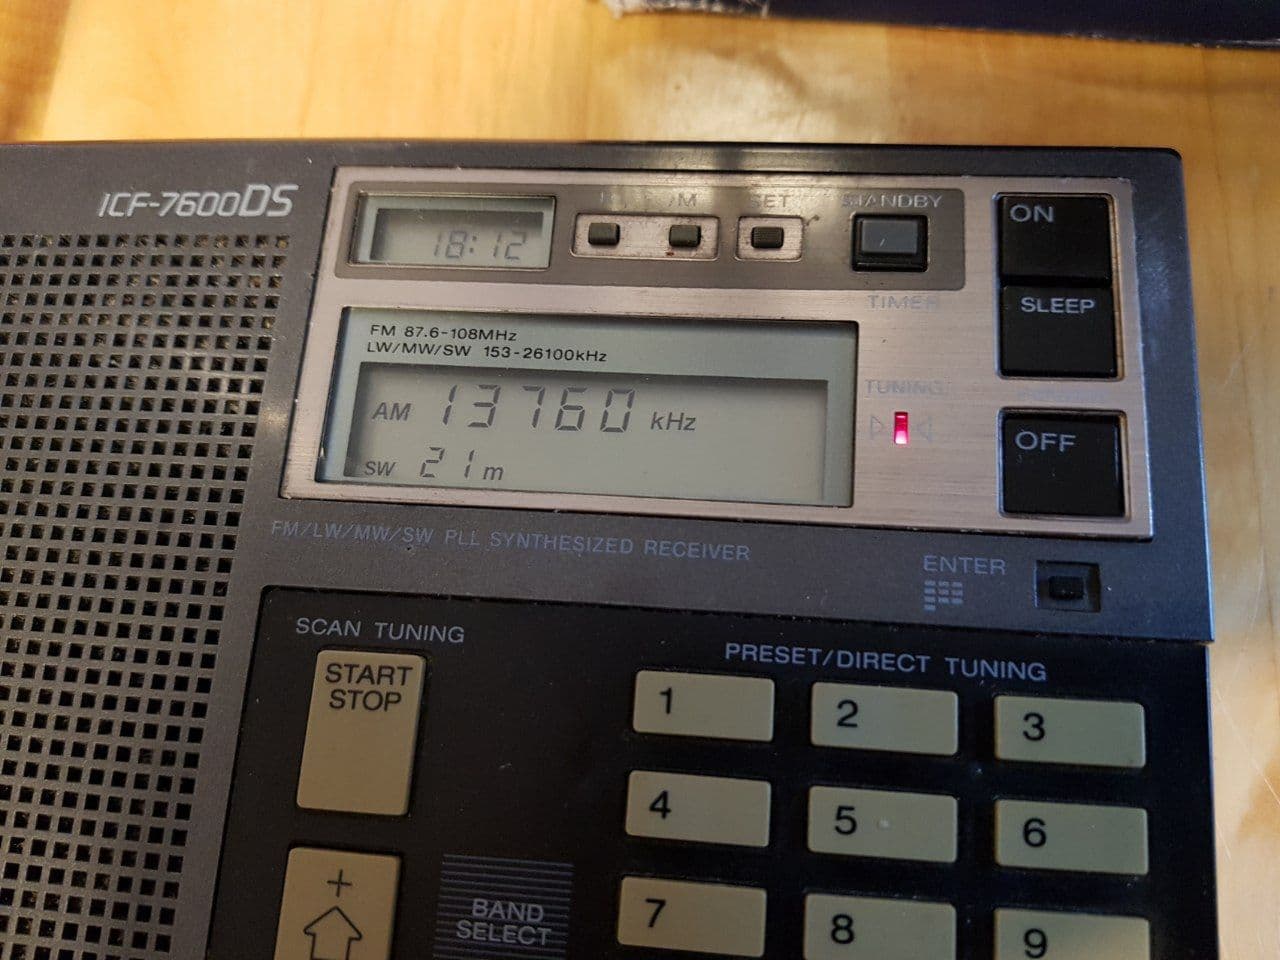 ICF-7600DS
18:12
/M
SET
STANDBY
TIMER
ON
SLEEP
FM 87.6-108MHz
LW/MW/SW 153-26100kHz
AM 13760 kHz
SW 21m
TUNING
OFF
FM/LW/MW/SW PLL SYNTHESIZED RECEIVER
ENTER
SCAN TUNING
START
STOP
PRESET/DIRECT TUNING
1 2 3
4 5 6
+
BAND
SELECT
7 8 9